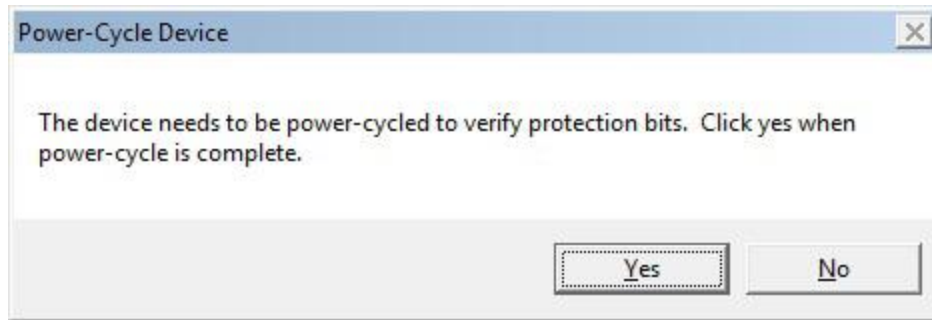 Power-Cycle Device
The device needs to be power-cycled to verify protection bits.  Click yes when
power-cycle is complete.
Yes
No